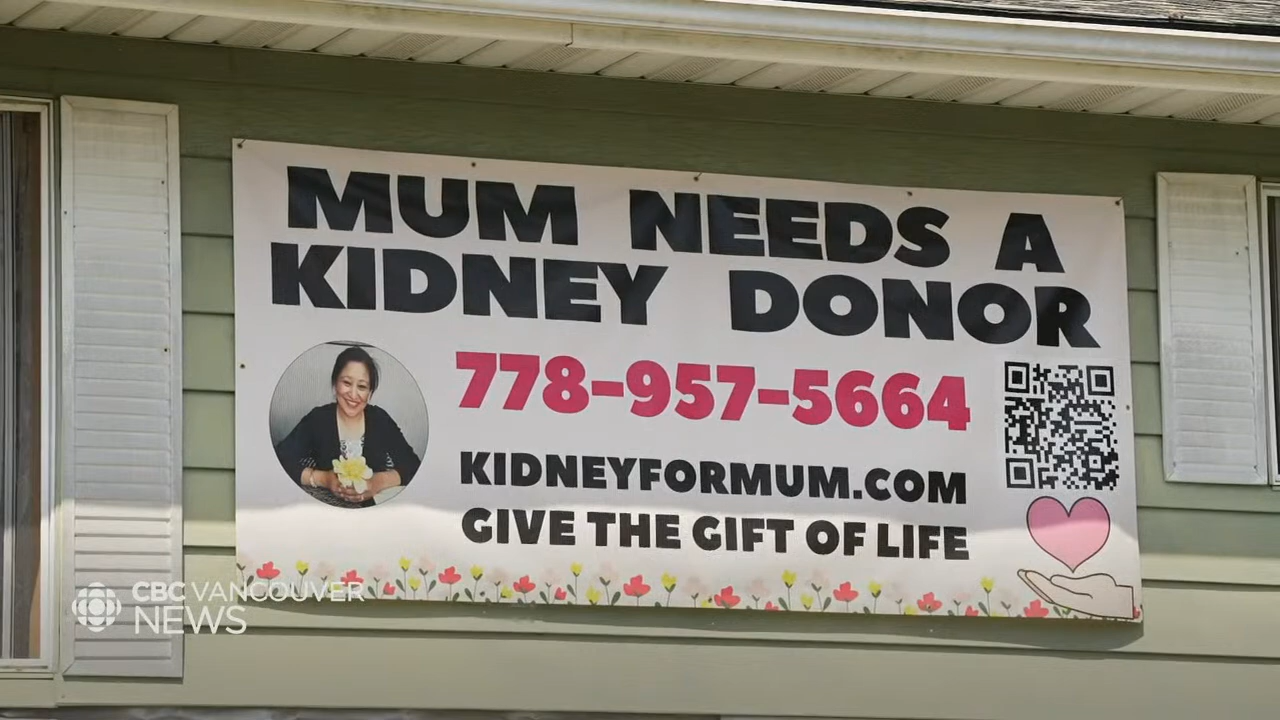 MUM NEEDS A
KIDNEY DONOR
778-957-5664
KIDNEYFORMUM.COM
GIVE THE GIFT OF LIFE
CBC VANCOUVER
NEWS